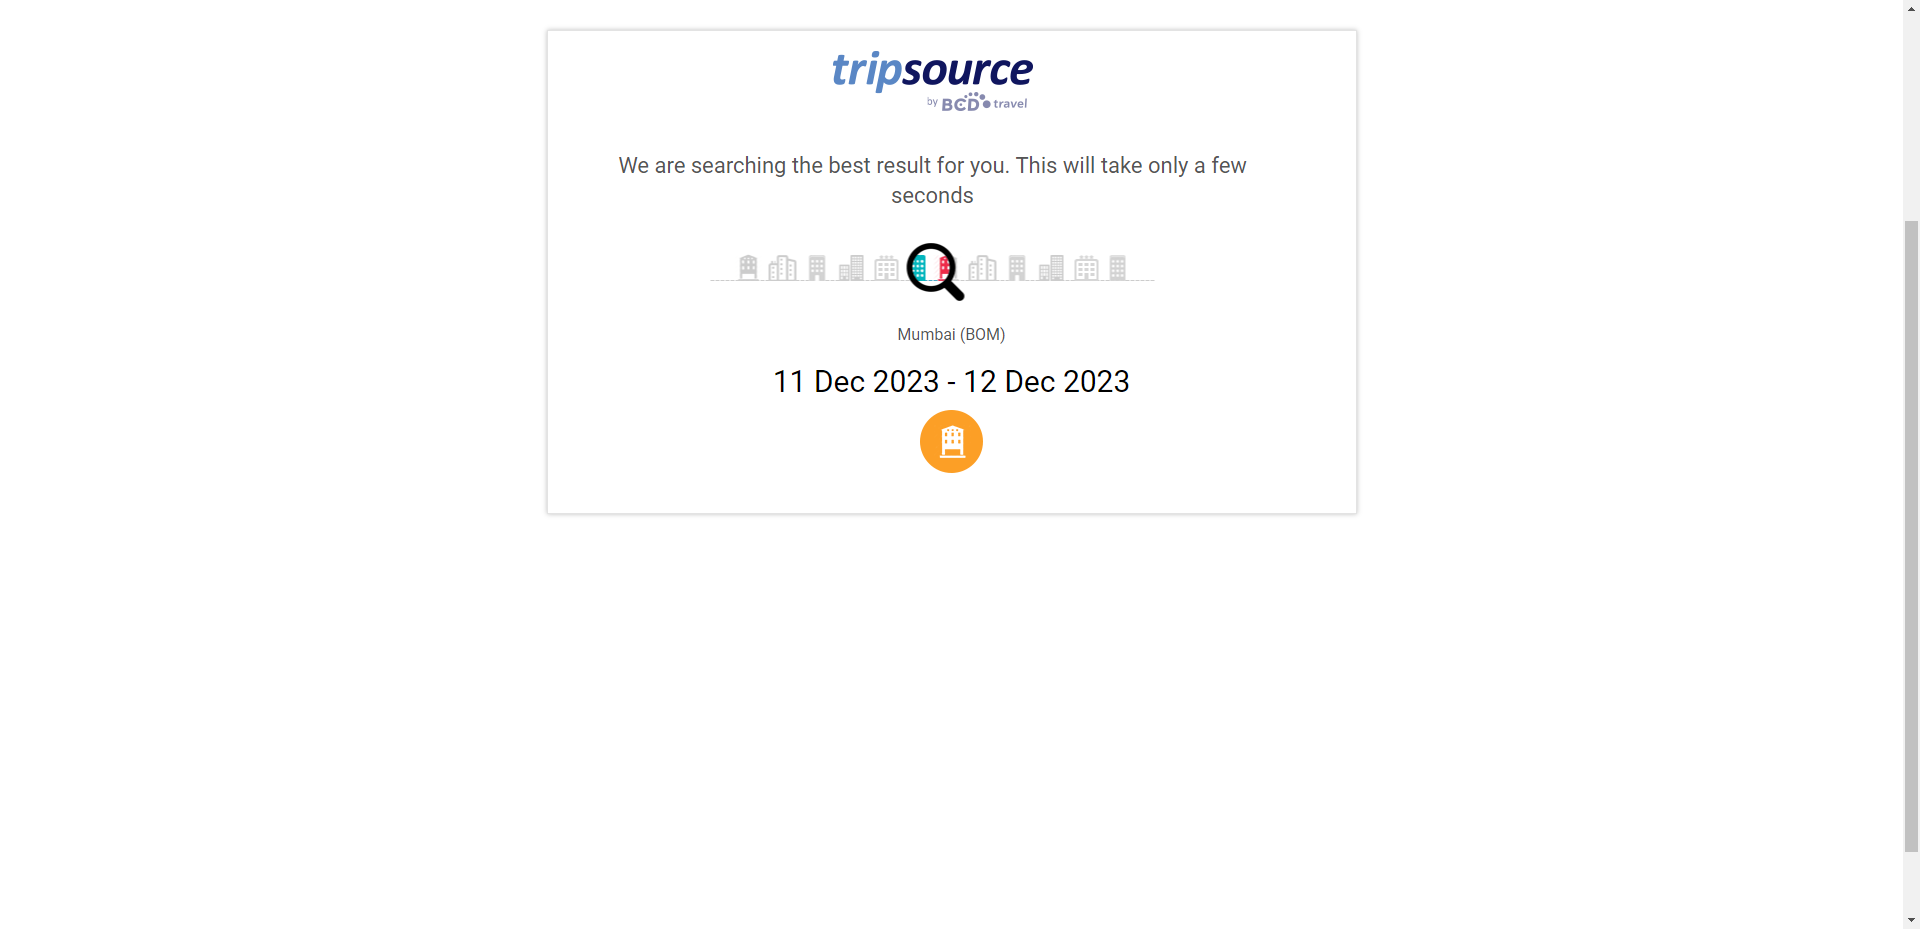 tripsource
by BCD travel
We are searching the best result for you. This will take only a few
seconds
Mumbai (BOM)
11 Dec 2023 - 12 Dec 2023